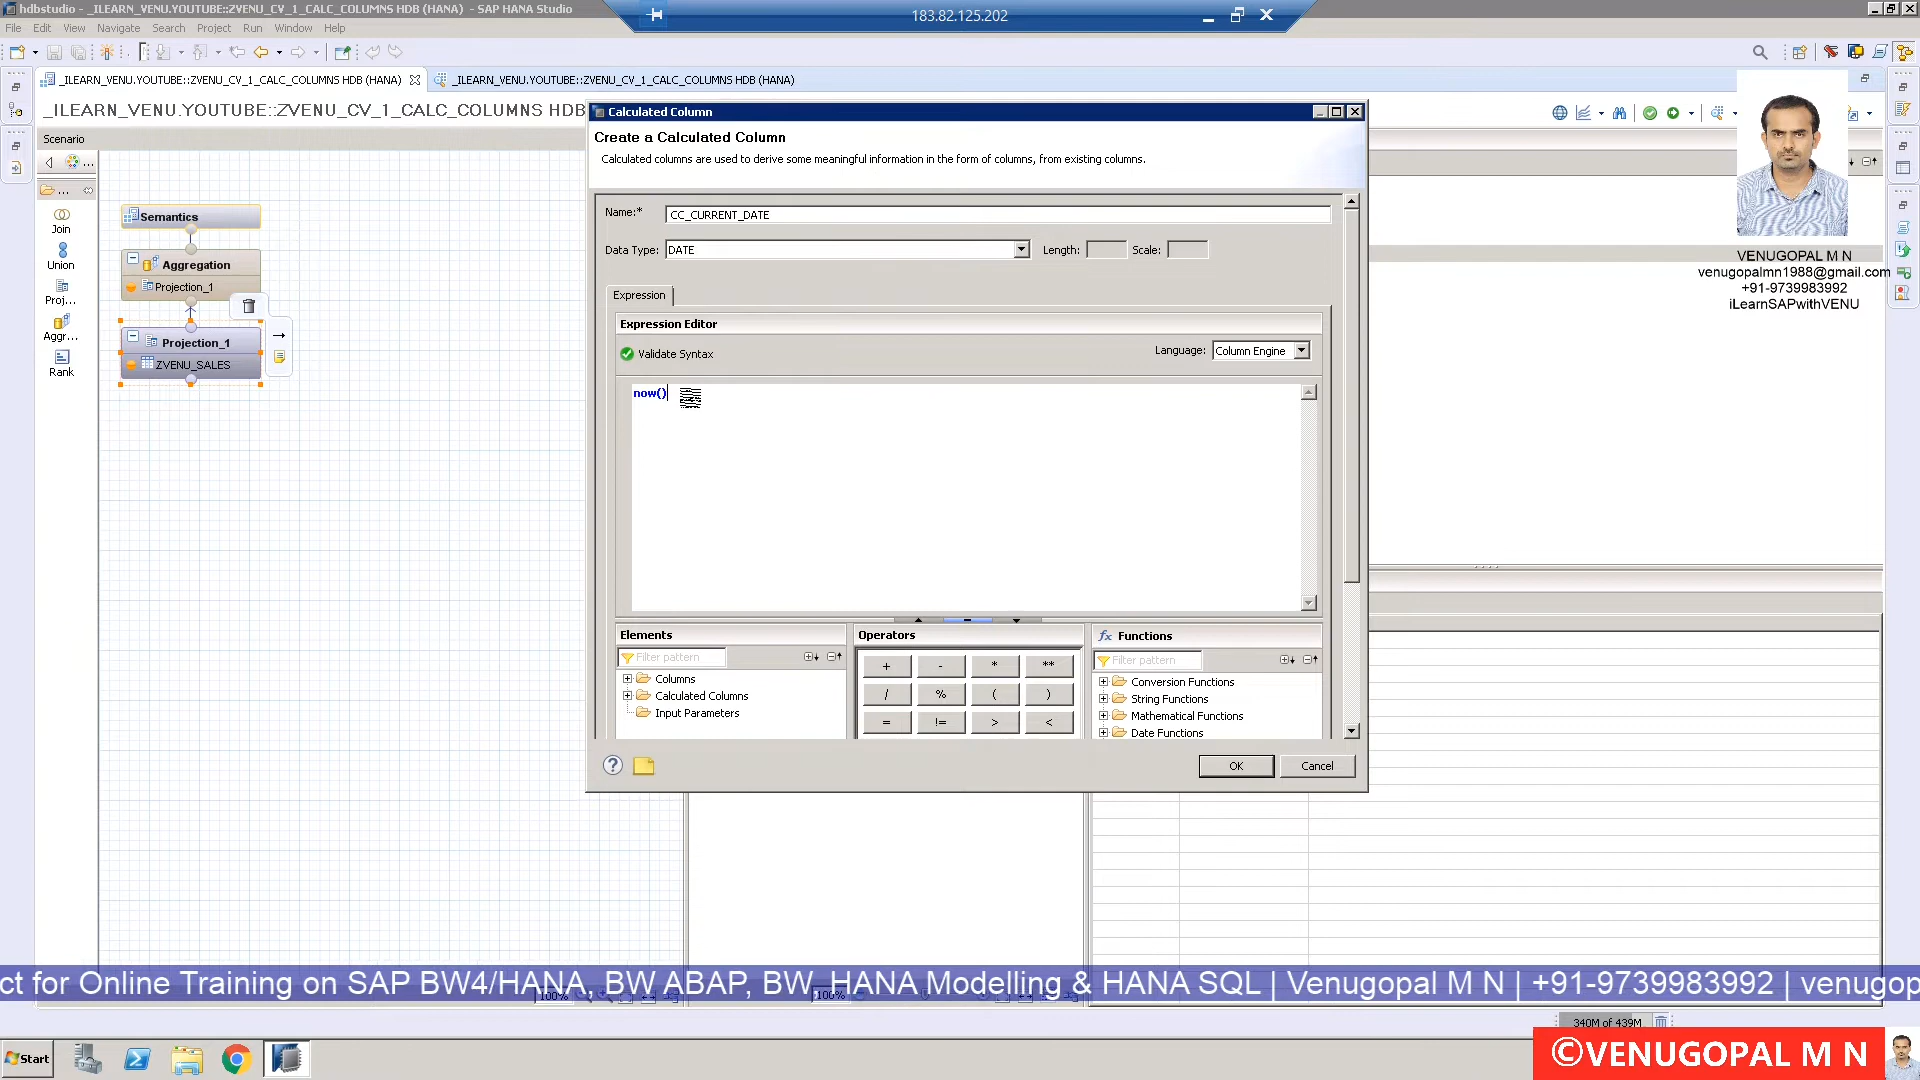 hdbstudio - _ILEARN_VENU.YOUTUBE::ZVENU_CV_1_CALC_COLUMNS HDB (HANA) - SAP HANA Studio
183.82.125.202
File Edit View Navigate Search Project Run Window Help
_ILEARN_VENU.YOUTUBE::ZVENU_CV_1_CALC_COLUMNS HDB (HANA)
_ILEARN_VENU.YOUTUBE::ZVENU_CV_1_CALC_COLUMNS HDB (HANA)
_ILEARN_VENU.YOUTUBE::ZVENU_CV_1_CALC_COLUMNS HDB
Scenario
...
...
Join
Union
Proj...
Aggr...
Rank
Semantics
Aggregation
Projection_1
Projection_1
ZVENU_SALES
Calculated Column
Create a Calculated Column
Calculated columns are used to derive some meaningful information in the form of columns, from existing columns.
Name:* CC_CURRENT_DATE
Data Type: DATE Length: Scale:
Expression
Expression Editor
Validate Syntax Language: Column Engine
now()
Elements
Filter pattern
Columns
Calculated Columns
Input Parameters
Operators
+ - * **
/ % ( )
= != > <
fx Functions
Filter pattern
Conversion Functions
String Functions
Mathematical Functions
Date Functions
? OK Cancel
VENUGOPAL M N
venugopalmn1988@gmail.com
+91-9739983992
iLearnSAPwithVENU
ct for Online Training on SAP BW4/HANA, BW ABAP, BW, HANA Modelling & HANA SQL | Venugopal M N | +91-9739983992 | venugop
100% 100%
340M of 439M
Start
©VENUGOPAL M N